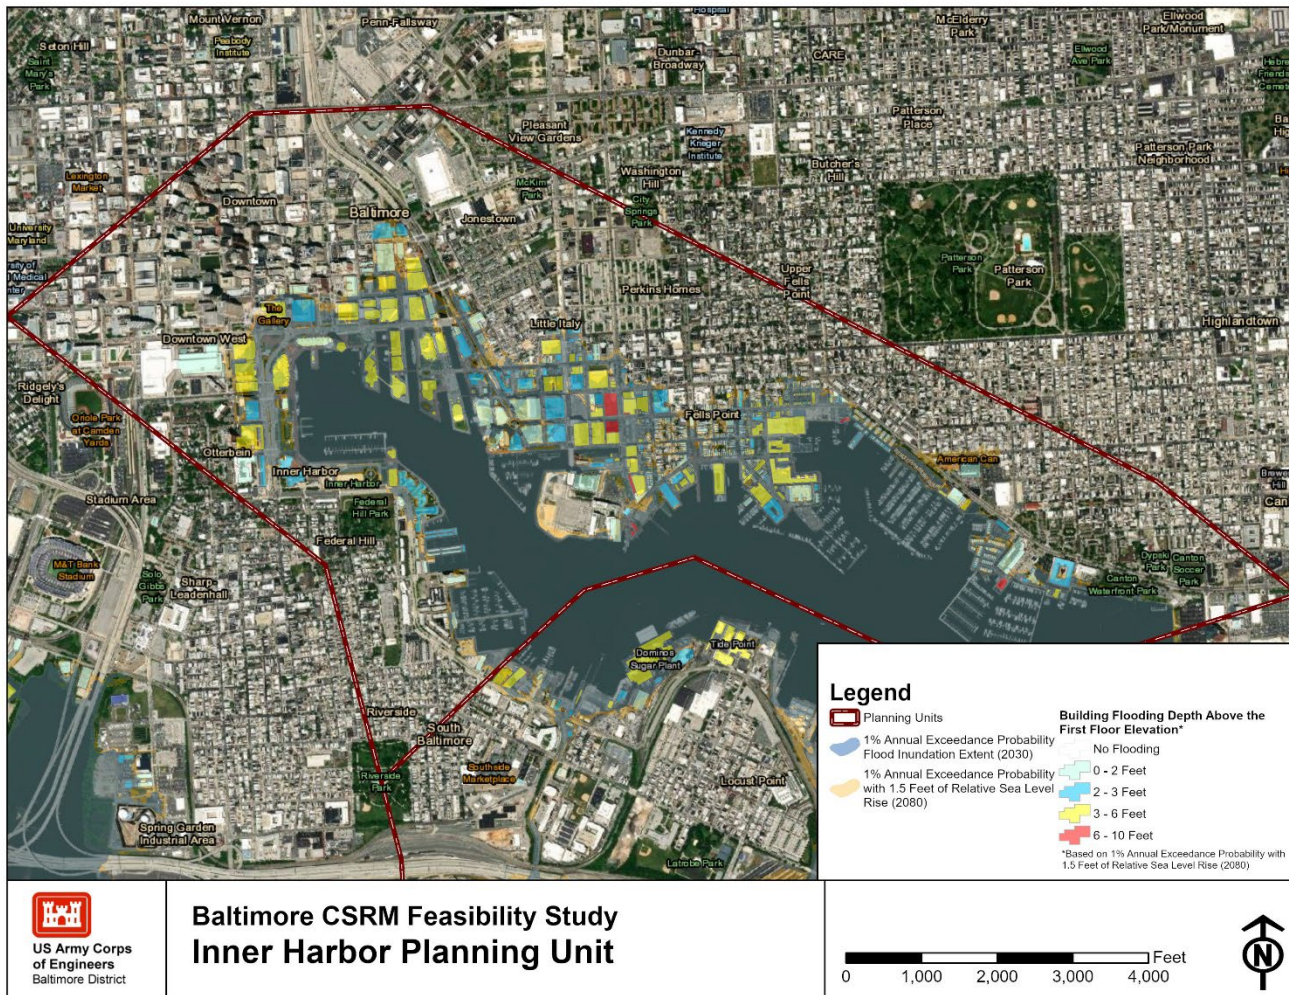 Mount Vernon
Penn-Fallsway
Hospital
McElderry
Park
Ellwood
Park/Monument
Seton Hill
Peabody
Institute
Dunbar-
Broadway
CARE
Ellwood
Ave Park
Saint
Mary's
Park
Hebre
Friends
Cemete
Pleasant
View Gardens
Patterson
Place
Kennedy
Krieger
Institute
Patterson Park
Neighborhood
Lexington
Market
Washington
Hill
Butcher's
Hill
McKim
Park
Downtown
City
Springs
Park
Baltimore
Jonestown
University
Maryland
rsity of
l Medical
nter
Patterson
Park
Patterson
Park
Upper
Fells
Point
Perkins Homes
The
Gallery
Little Italy
Highlandtown
Downtown West
Ridgely's
Delight
Oriole Park
at Camden
Yards
Fells Point
Otterbein
American Can
Inner Harbor
Inner Harbor
Brewe
Hill
Can
Stadium Area
Federal
Hill Park
Federal Hill
M&T Bank
Stadium
Solo
Gibbs
Park
Sharp-
Leadenhall
Dypski
Park
Canton
Soccer
Park
Canton
Waterfront Park
Dominos
Sugar Plant
Tide Point
Riverside
South
Baltimore
Riverside
Park
Southside
Marketplace
Locust Point
Spring Garden
Industrial Area
Latrobe Park
Legend
Planning Units
1% Annual Exceedance Probability
Flood Inundation Extent (2030)
1% Annual Exceedance Probability
with 1.5 Feet of Relative Sea Level
Rise (2080)
Building Flooding Depth Above the
First Floor Elevation*
No Flooding
0 - 2 Feet
2 - 3 Feet
3 - 6 Feet
6 - 10 Feet
*Based on 1% Annual Exceedance Probability with
1.5 Feet of Relative Sea Level Rise (2080)
US Army Corps
of Engineers
Baltimore District
Baltimore CSRM Feasibility Study
Inner Harbor Planning Unit
Feet
0 1,000 2,000 3,000 4,000
N